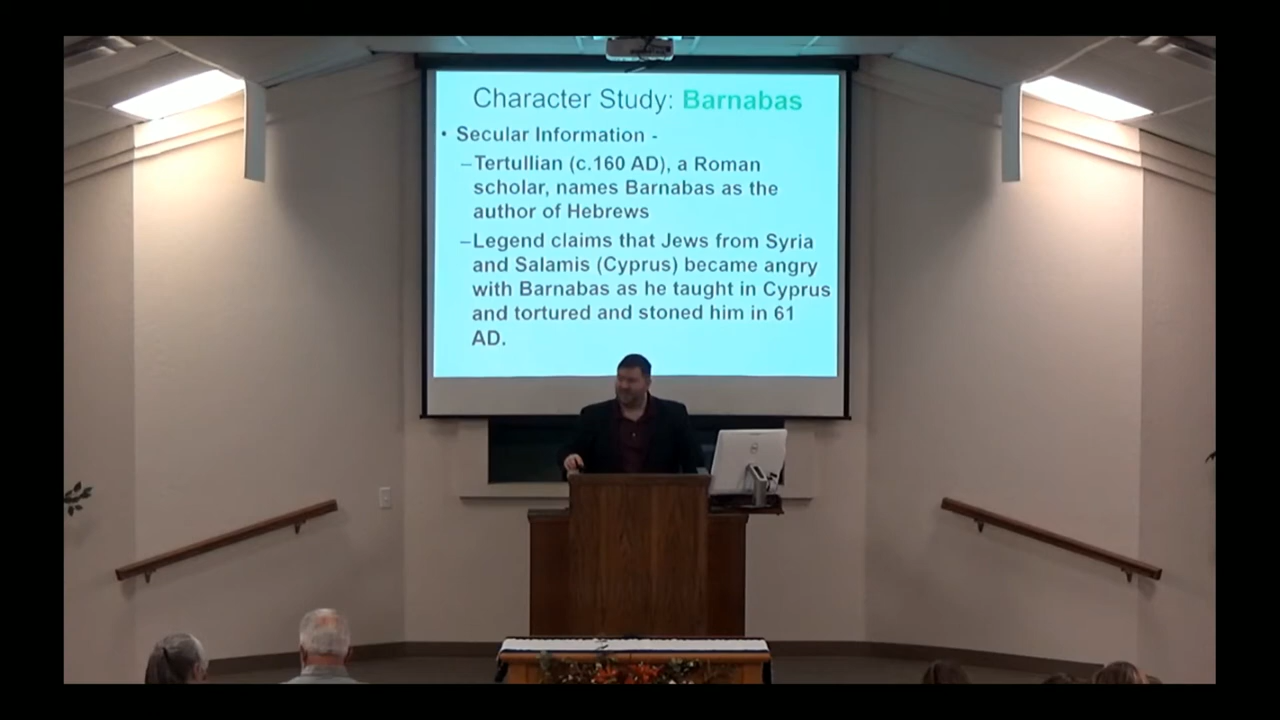 Character Study: Barnabas
• Secular Information -
–Tertullian (c.160 AD), a Roman
scholar, names Barnabas as the
author of Hebrews
–Legend claims that Jews from Syria
and Salamis (Cyprus) became angry
with Barnabas as he taught in Cyprus
and tortured and stoned him in 61
AD.